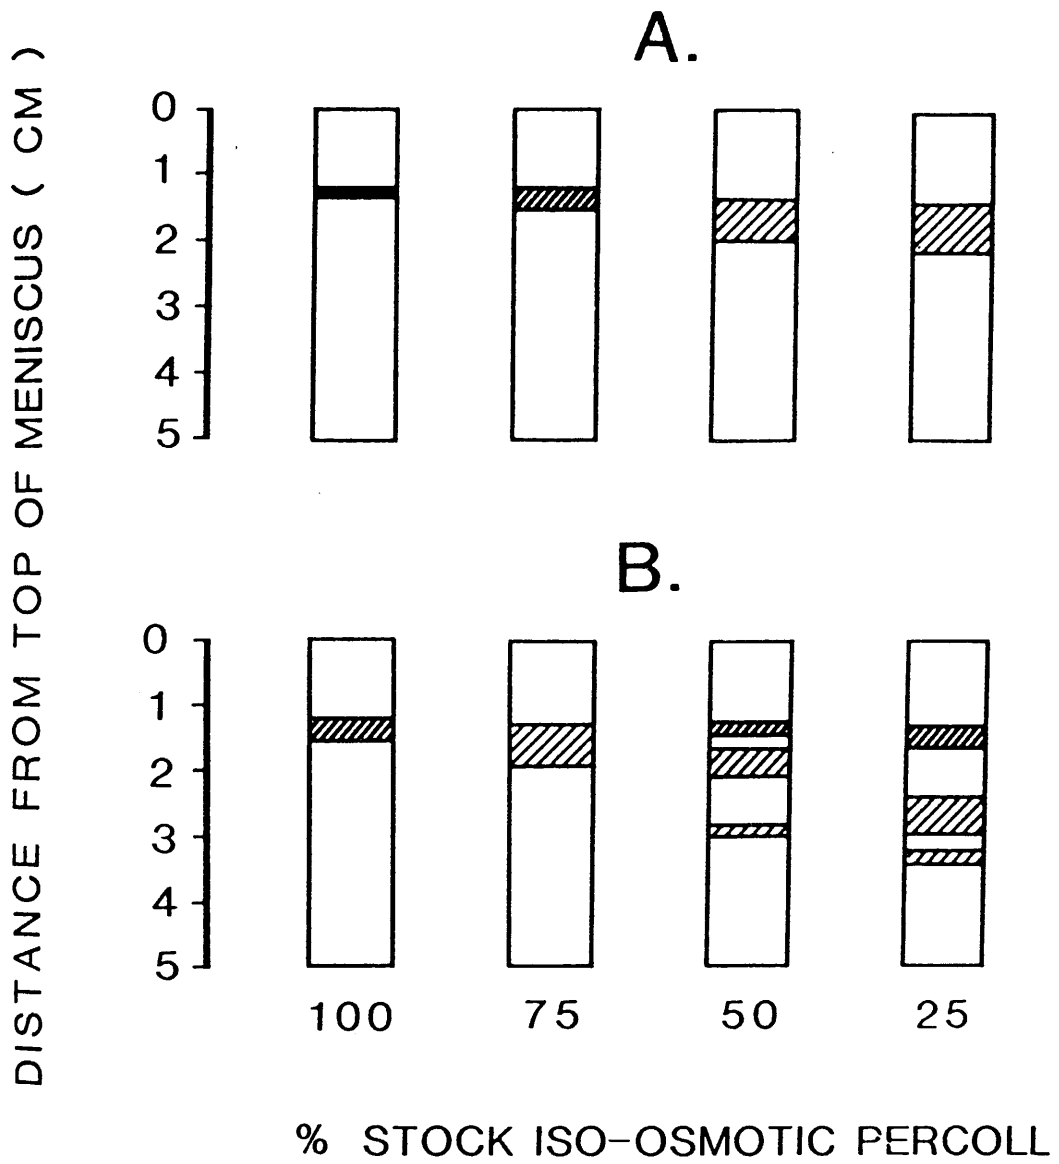 DISTANCE FROM TOP OF MENISCUS ( CM )
A.
0
1
2
3
4
5
B.
0
1
2
3
4
5
100 75 50 25
% STOCK ISO-OSMOTIC PERCOLL